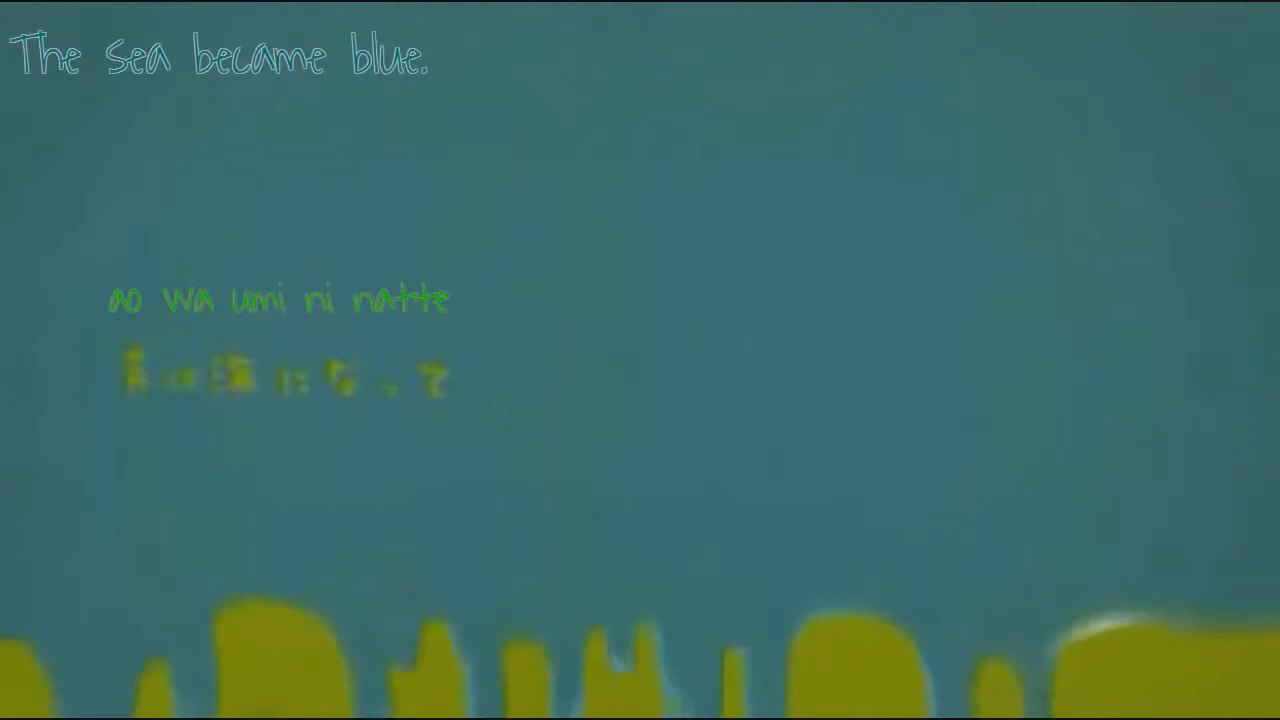 The sea became blue.
ao wa umi ni natte
青は海になって